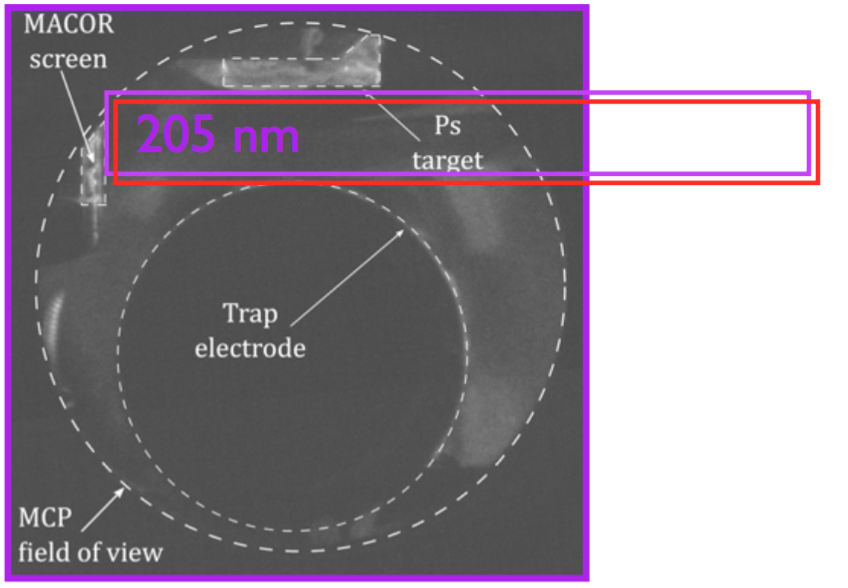 MACOR
screen
205 nm
Ps
target
Trap
electrode
MCP
field of view